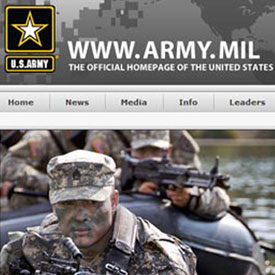 U.S.ARMY
WWW.ARMY.MIL
THE OFFICIAL HOMEPAGE OF THE UNITED STATES
Home News Media Info Leaders